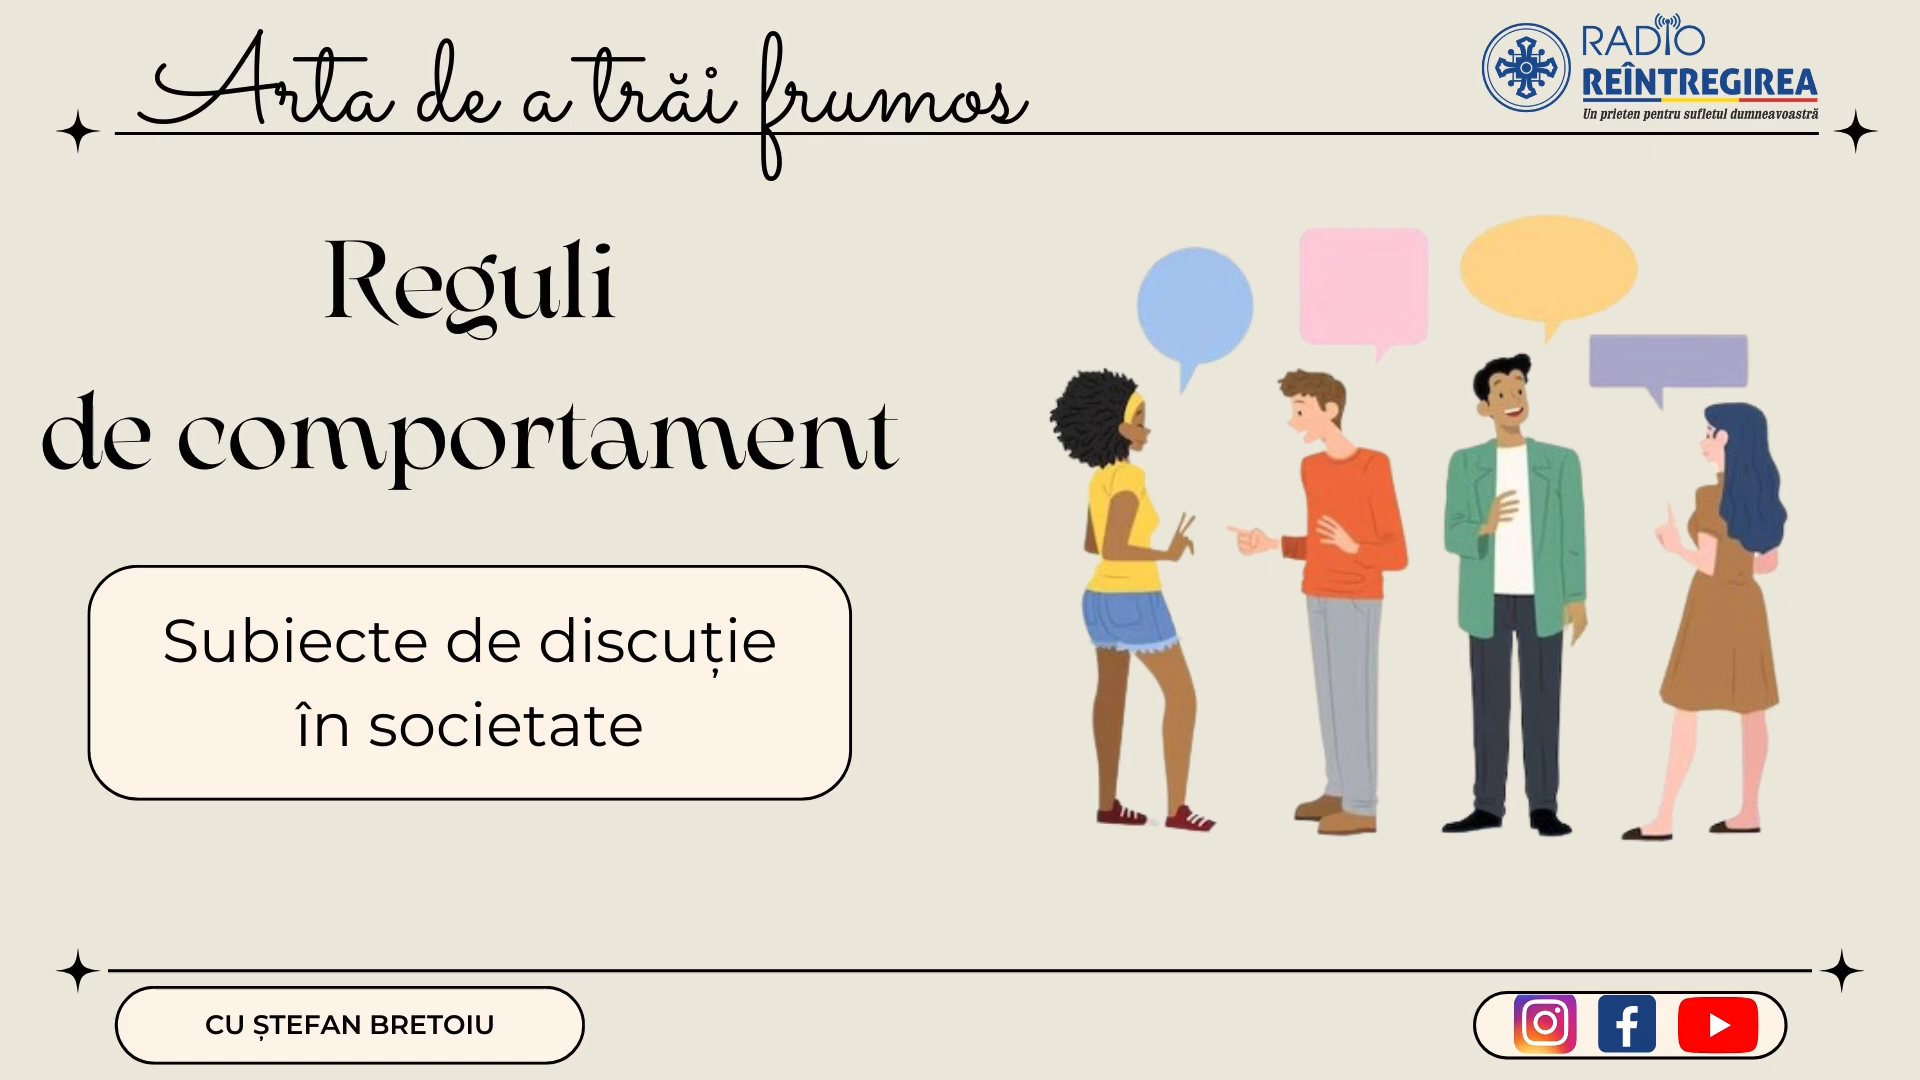 Arta de a trăi frumos
RADIO
REÎNTREGIREA
Un prieten pentru sufletul dumneavoastră
Reguli
de comportament
Subiecte de discuție
în societate
CU ȘTEFAN BRETOIU